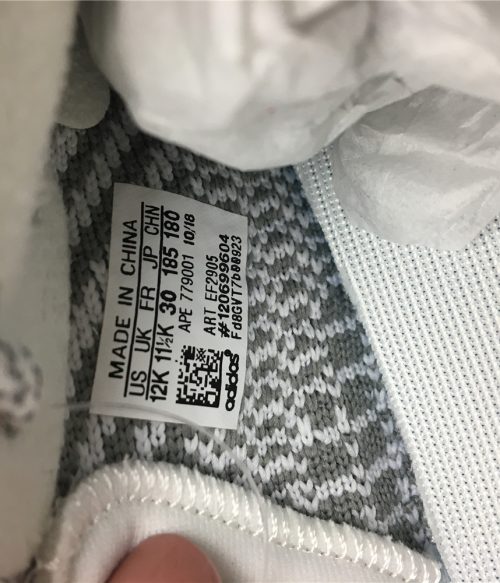 MADE IN CHINA
US UK FR JP CHN
12K 11½K 30 185 180
APE 779001 10/18
ART EF2905
#120699604
Fd8GVT7b00923
adidas®